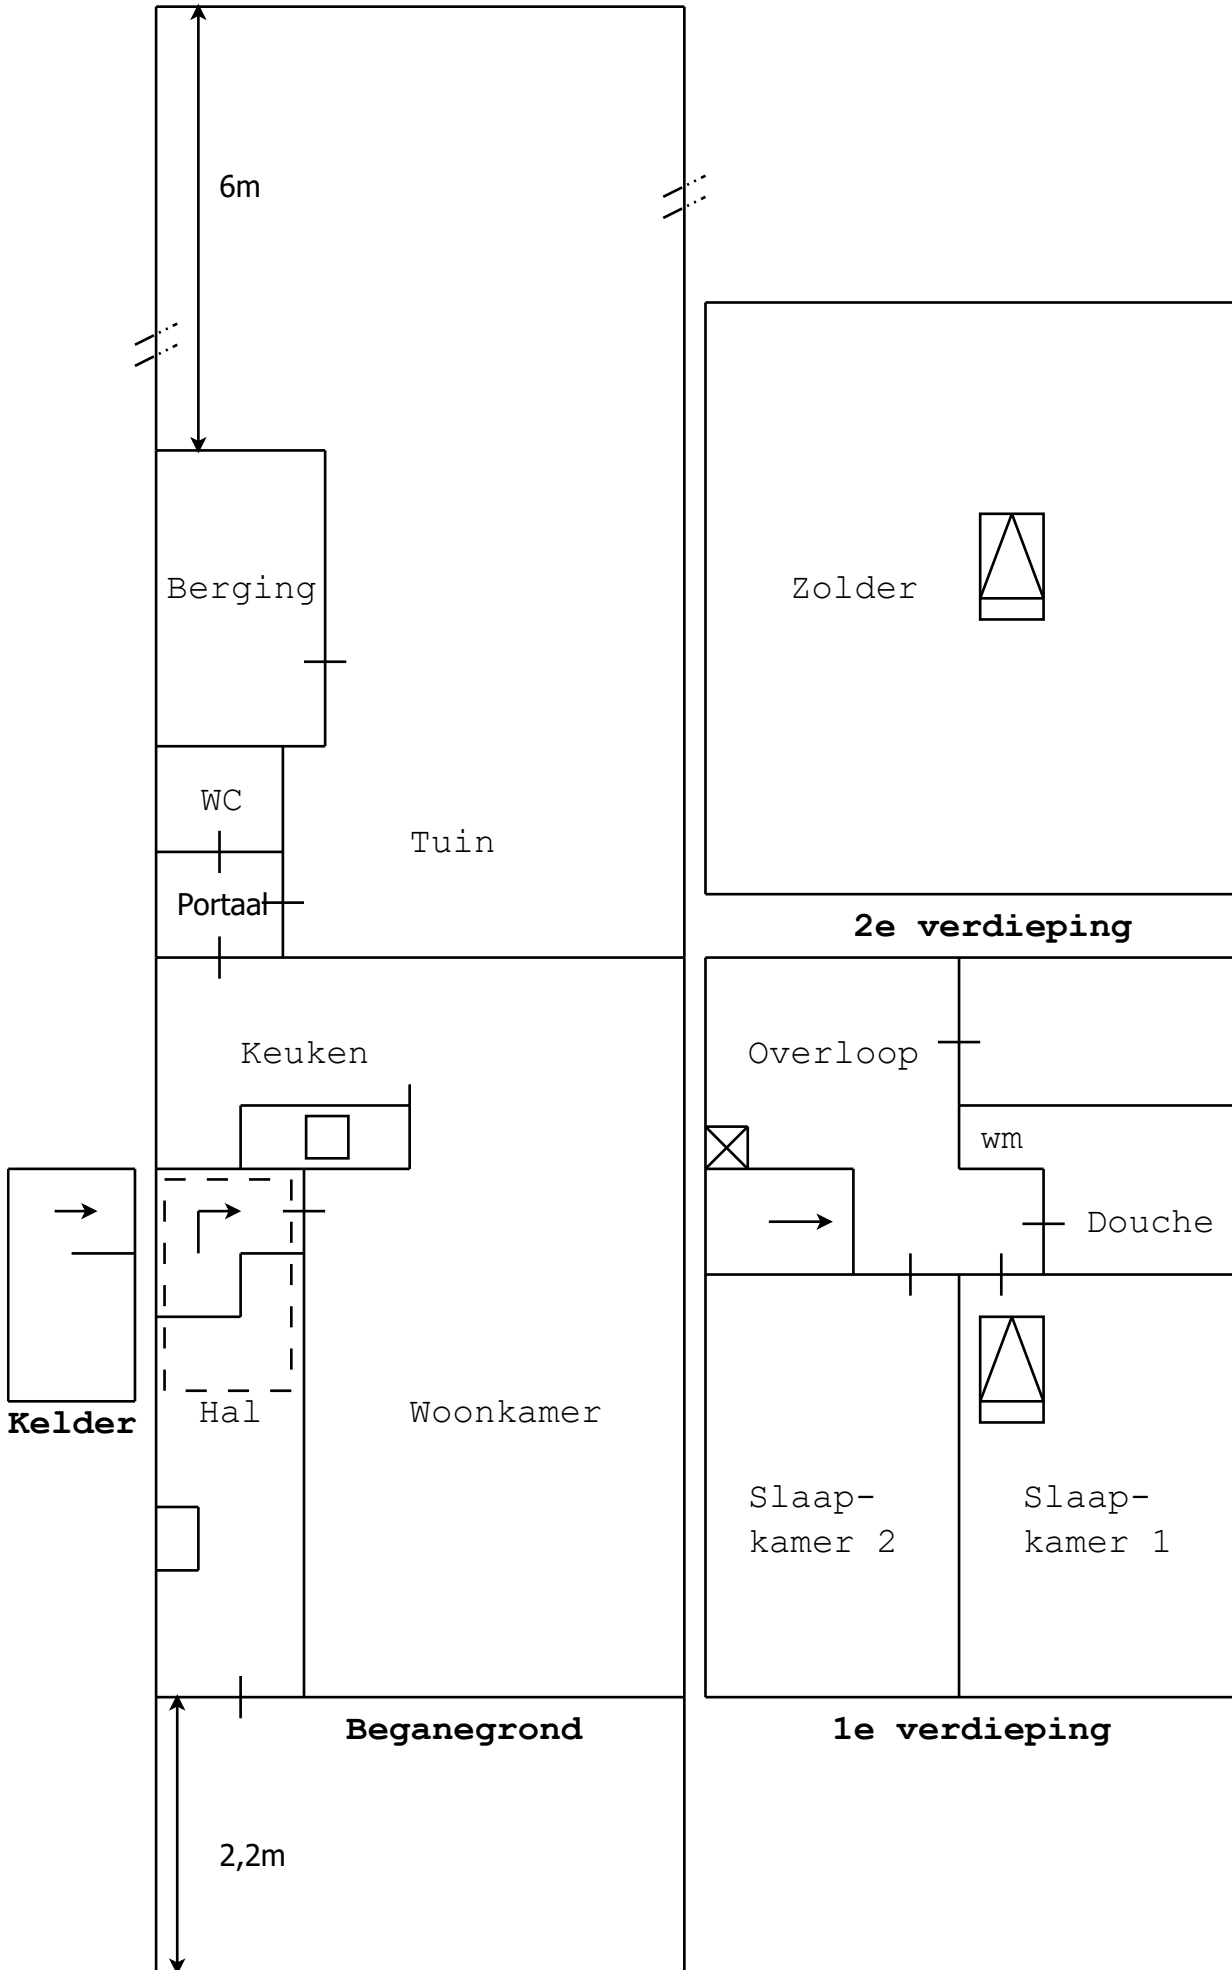 6m
Berging
Zolder
WC
Tuin
Portaal
2e verdieping
Keuken
Overloop
wm
Douche
Kelder
Hal
Woonkamer
Slaap-
kamer 2
Slaap-
kamer 1
Beganegrond
1e verdieping
2,2m